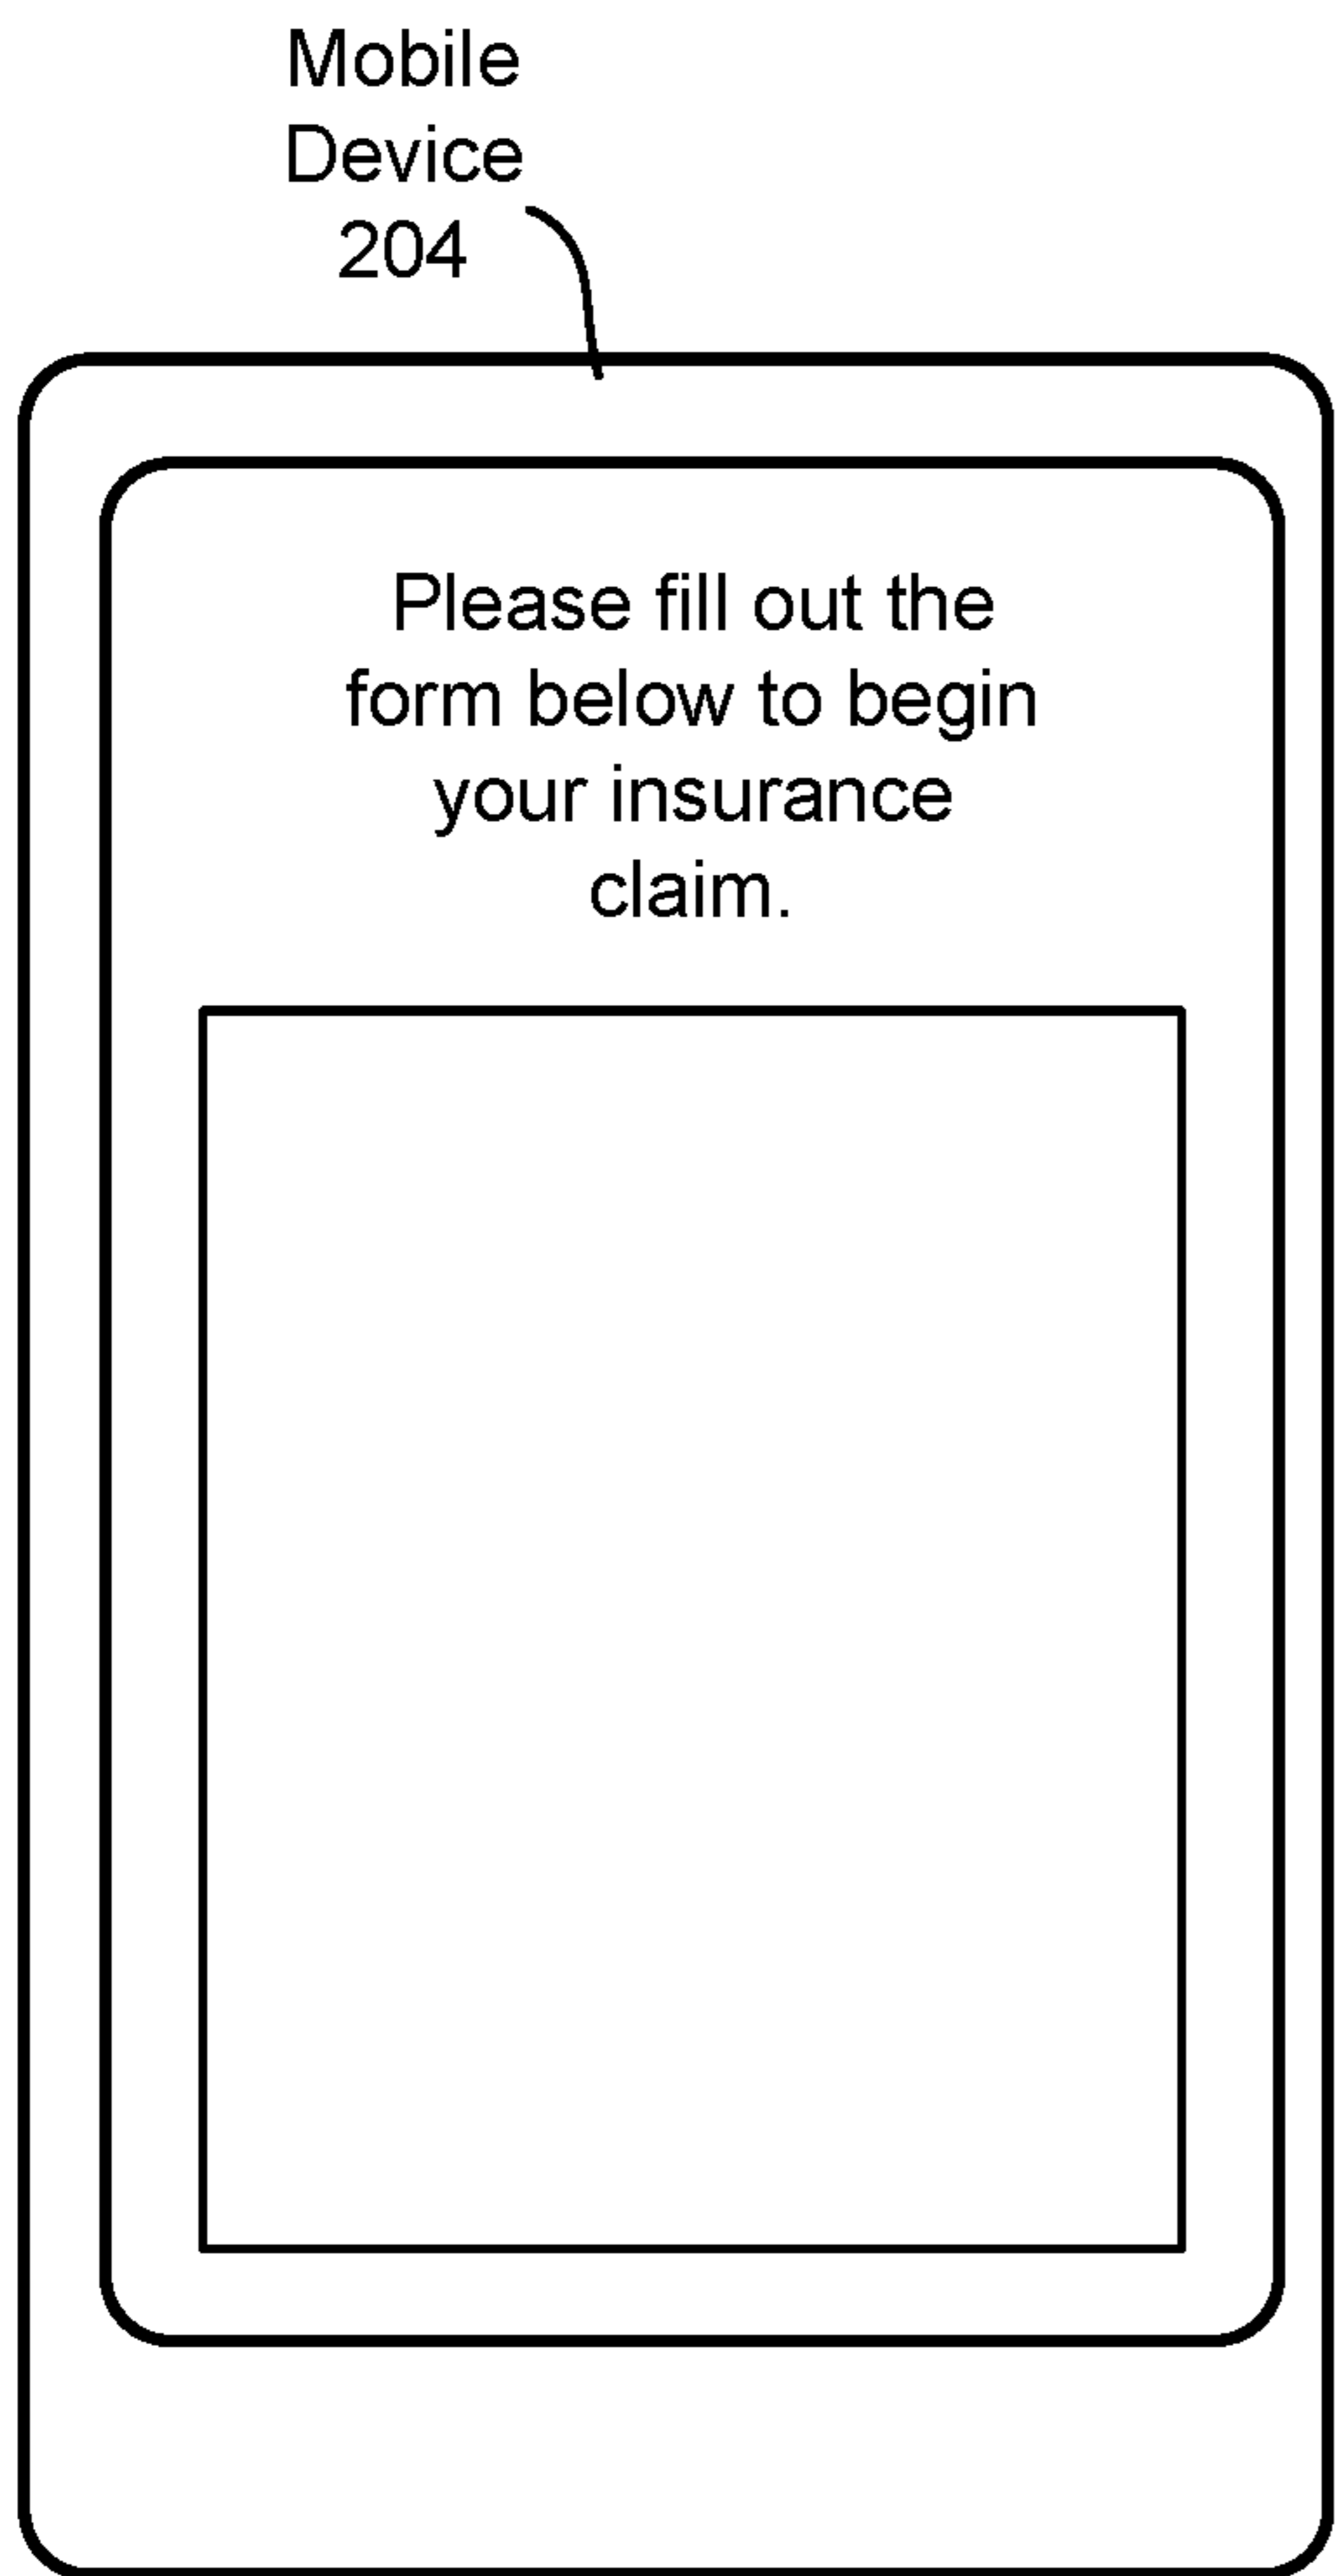 Mobile
Device
204
Please fill out the
form below to begin
your insurance
claim.